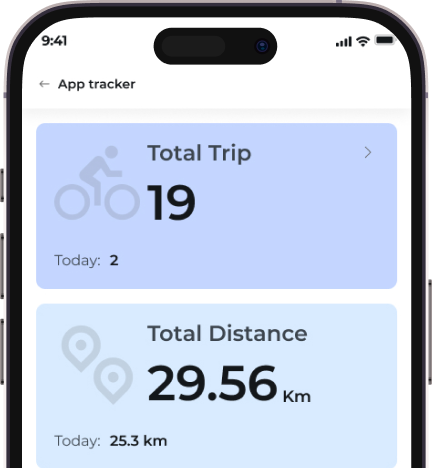 9:41
← App tracker
Total Trip
19
Today: 2
Total Distance
29.56 Km
Today: 25.3 km